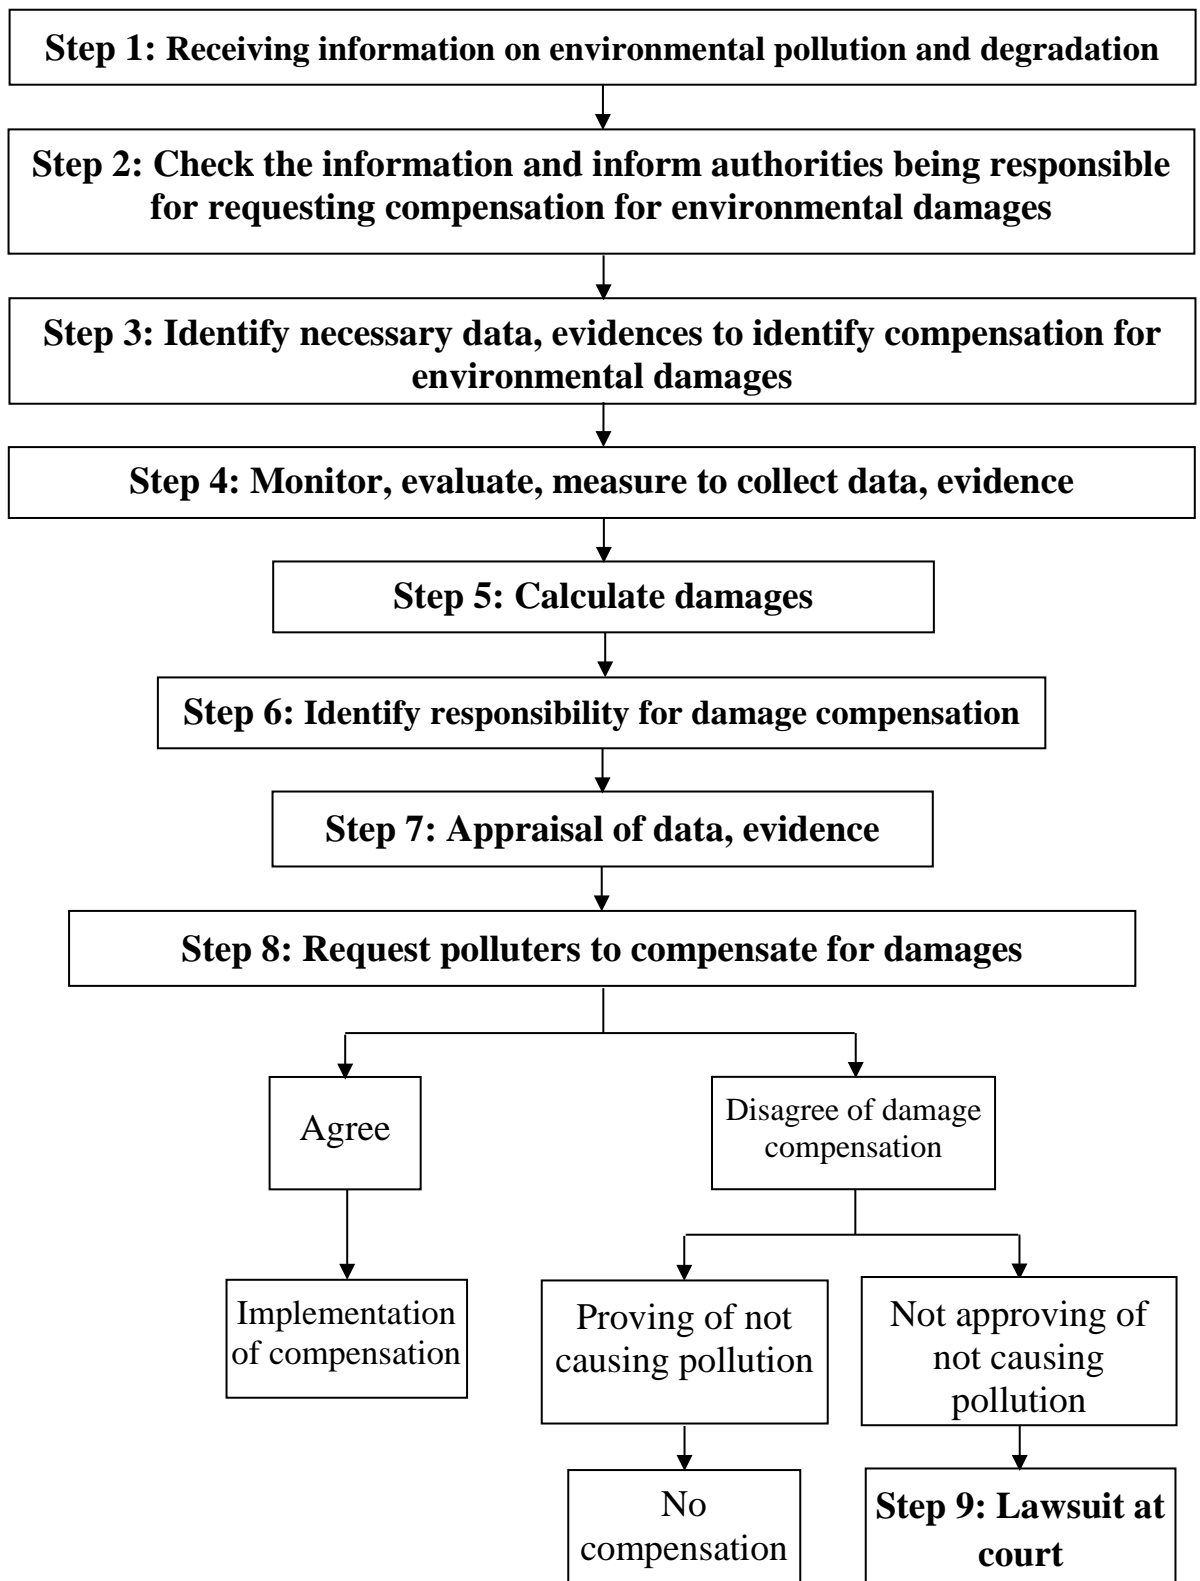 Step 1: Receiving information on environmental pollution and degradation
Step 2: Check the information and inform authorities being responsible
for requesting compensation for environmental damages
Step 3: Identify necessary data, evidences to identify compensation for
environmental damages
Step 4: Monitor, evaluate, measure to collect data, evidence
Step 5: Calculate damages
Step 6: Identify responsibility for damage compensation
Step 7: Appraisal of data, evidence
Step 8: Request polluters to compensate for damages
Agree
Disagree of damage
compensation
Implementation
of compensation
Proving of not
causing pollution
Not approving of
not causing
pollution
No
compensation
Step 9: Lawsuit at
court